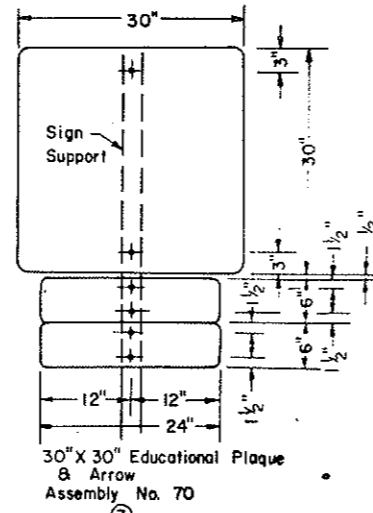 30"
3"
Sign
Support
30"
3"
1½"
½"
1½"
6"
6"
1½"
1½"
12"
12"
24"
30" X 30" Educational Plaque
& Arrow
Assembly No. 70